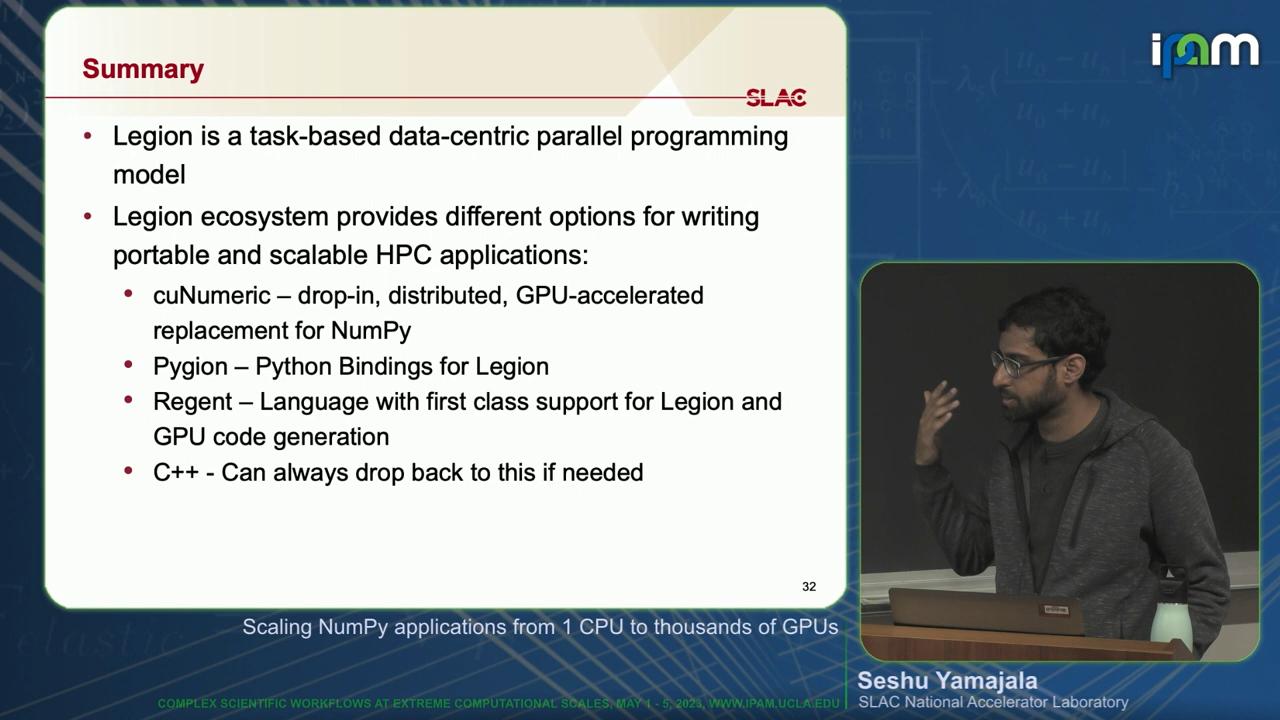 ipam
Summary
SLAC
• Legion is a task-based data-centric parallel programming
model
• Legion ecosystem provides different options for writing
portable and scalable HPC applications:
• cuNumeric – drop-in, distributed, GPU-accelerated
replacement for NumPy
• Pygion – Python Bindings for Legion
• Regent – Language with first class support for Legion and
GPU code generation
• C++ - Can always drop back to this if needed
32
Scaling NumPy applications from 1 CPU to thousands of GPUs
Seshu Yamajala
SLAC National Accelerator Laboratory
COMPLEX SCIENTIFIC WORKFLOWS AT EXTREME COMPUTATIONAL SCALES, MAY 1 - 5, 2023, WWW.IPAM.UCLA.EDU
elastic